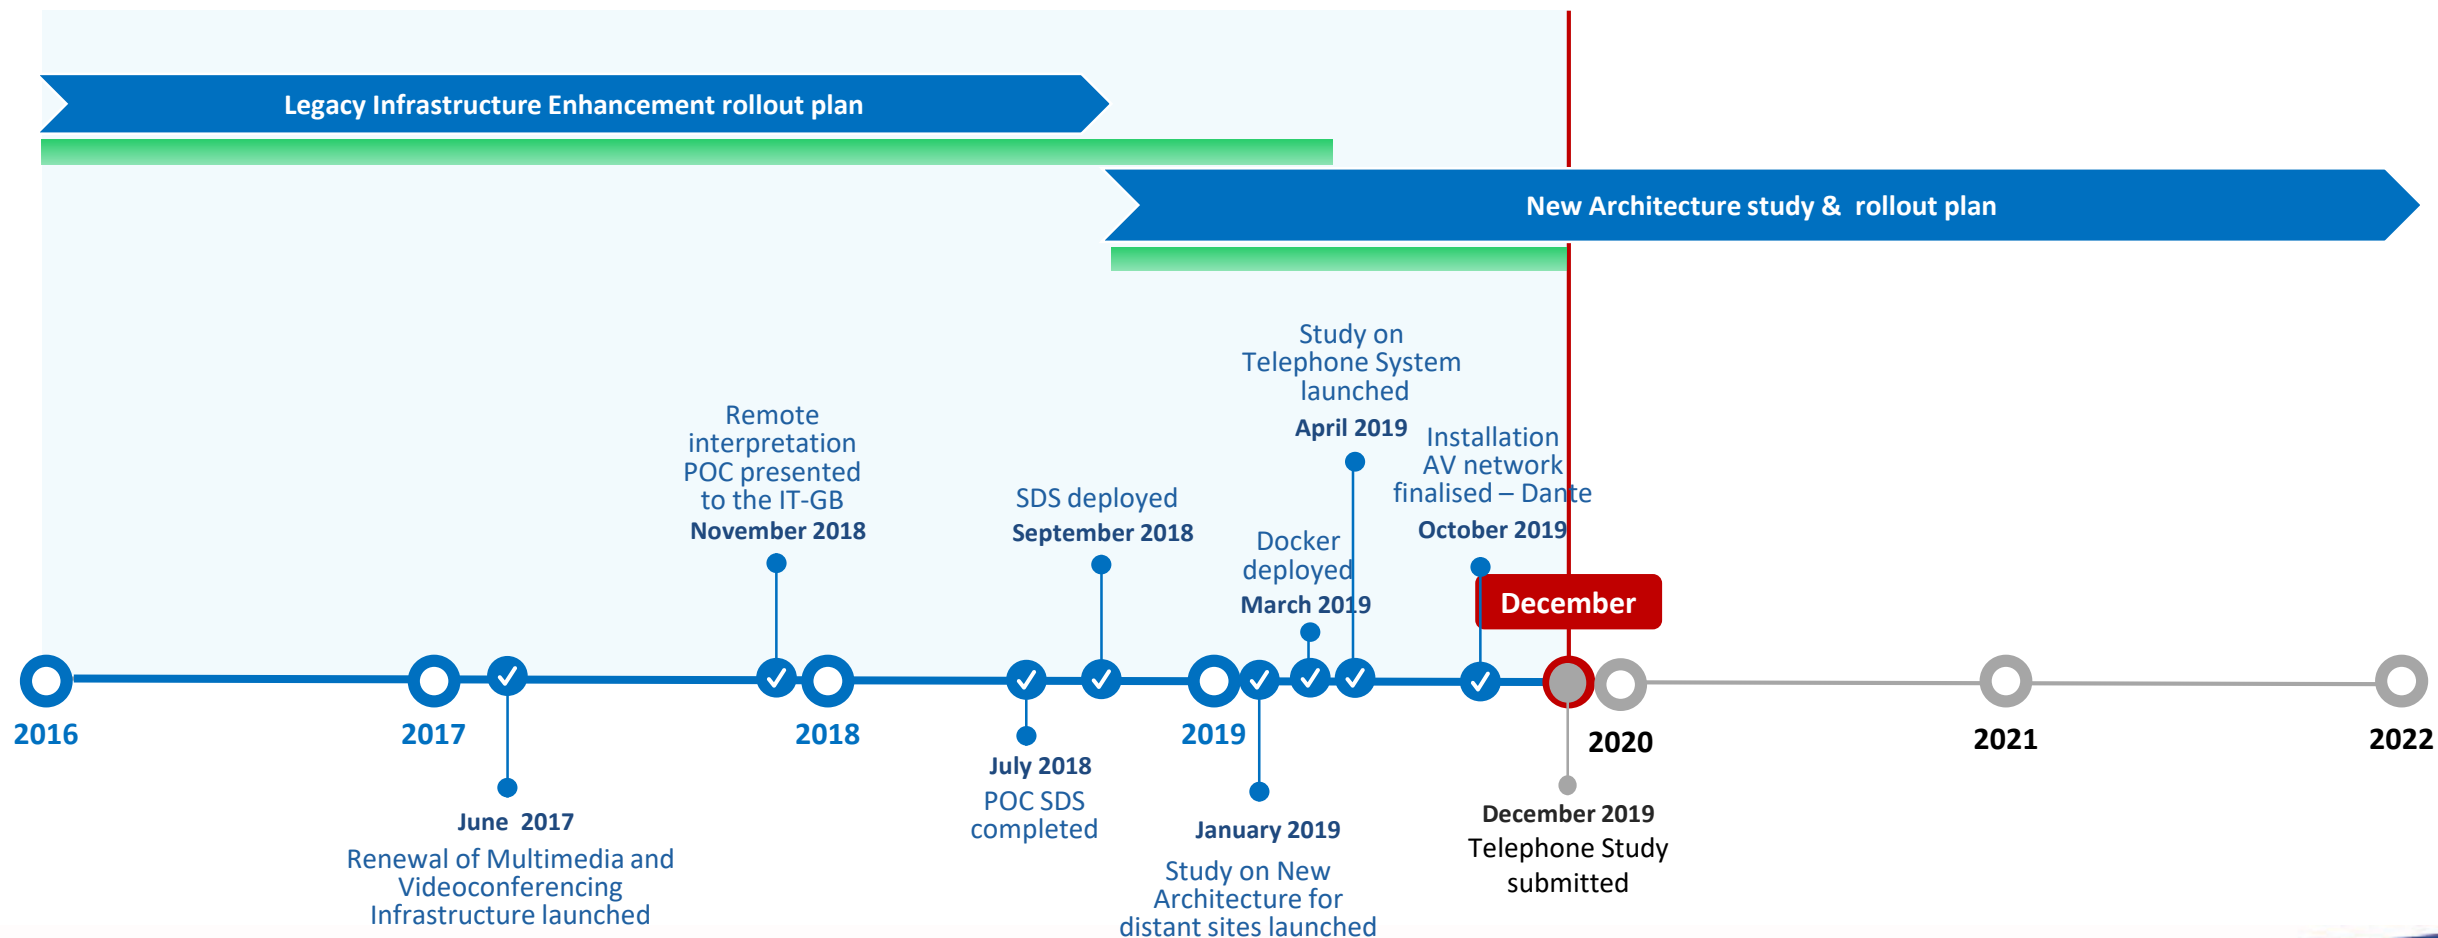 Legacy Infrastructure Enhancement rollout plan
New Architecture study & rollout plan
Study on
Telephone System
launched
April 2019
Remote
interpretation
POC presented
to the IT-GB
November 2018
SDS deployed
September 2018
Docker
deployed
March 2019
Installation
AV network
finalised – Dante
October 2019
December
2016
2017
2018
2019
2020
2021
2022
June 2017
Renewal of Multimedia and
Videoconferencing
Infrastructure launched
July 2018
POC SDS
completed
January 2019
Study on New
Architecture for
distant sites launched
December 2019
Telephone Study
submitted